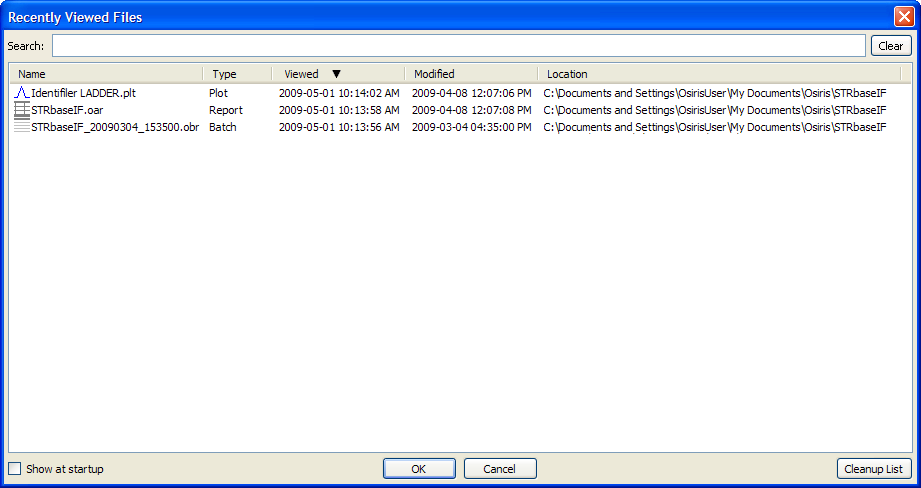 Recently Viewed Files
Search: Clear
Name Type Viewed ▼ Modified Location
Identifiler LADDER.plt Plot 2009-05-01 10:14:02 AM 2009-04-08 12:07:06 PM C:\Documents and Settings\OsirisUser\My Documents\Osiris\STRbaseIF
STRbaseIF.oar Report 2009-05-01 10:13:58 AM 2009-04-08 12:07:08 PM C:\Documents and Settings\OsirisUser\My Documents\Osiris\STRbaseIF
STRbaseIF_20090304_153500.obr Batch 2009-05-01 10:13:56 AM 2009-03-04 04:35:00 PM C:\Documents and Settings\OsirisUser\My Documents\Osiris\STRbaseIF
Show at startup OK Cancel Cleanup List